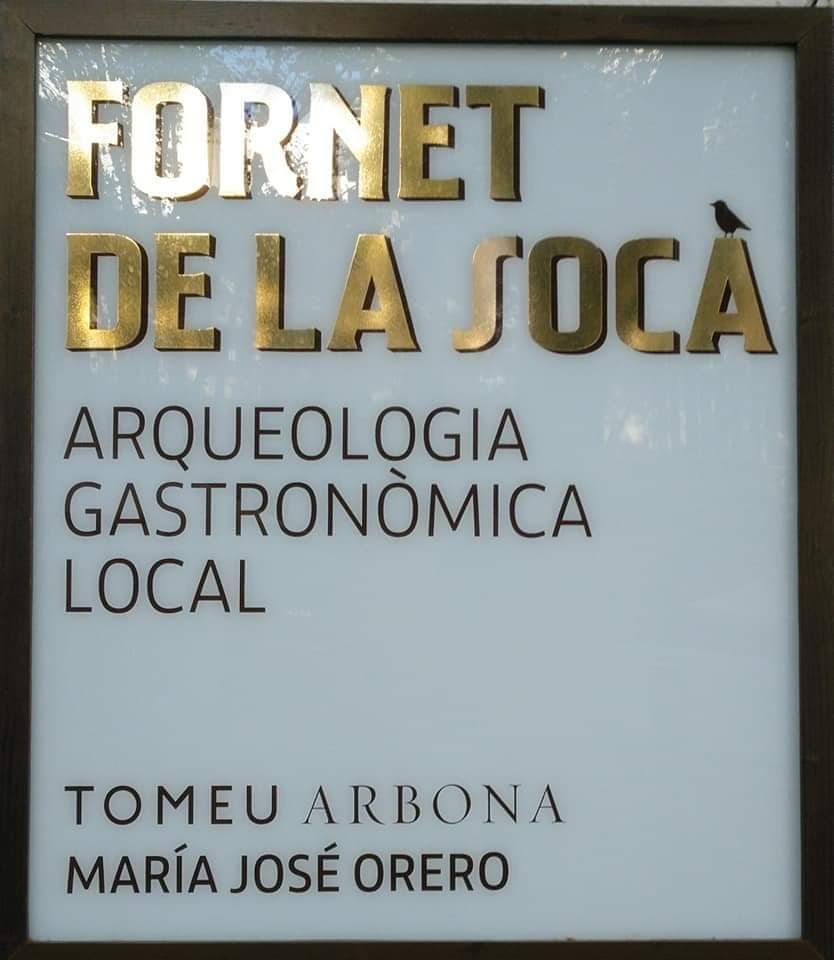 FORNET
DE LA SOCA
ARQUEOLOGIA
GASTRONÒMICA
LOCAL
TOMEU ARBONA
MARÍA JOSÉ ORERO